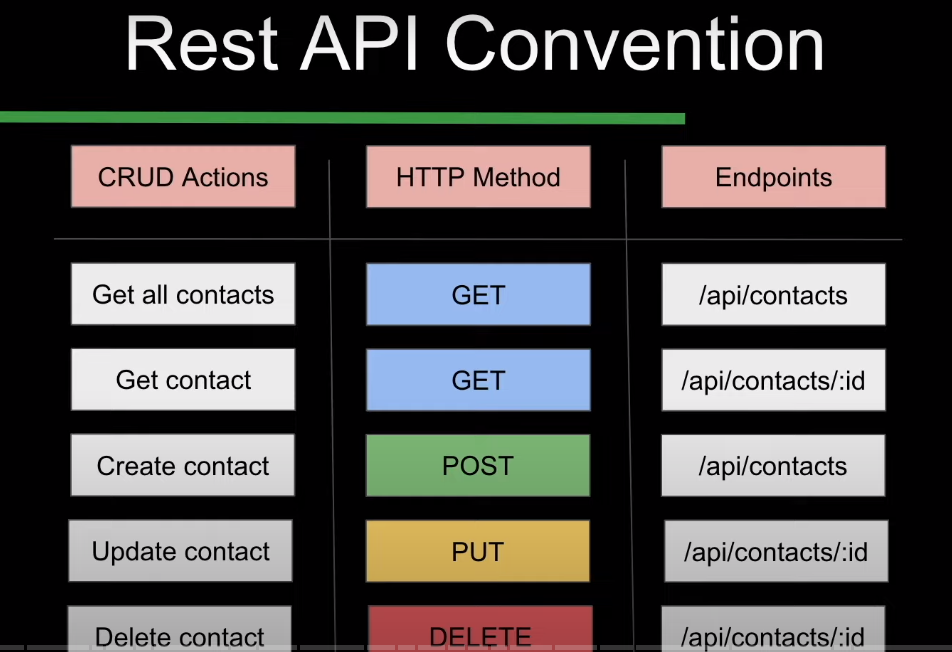 Rest API Convention
CRUD Actions
HTTP Method
Endpoints
Get all contacts
GET
/api/contacts
Get contact
GET
/api/contacts/:id
Create contact
POST
/api/contacts
Update contact
PUT
/api/contacts/:id
Delete contact
DELETE
/api/contacts/:id